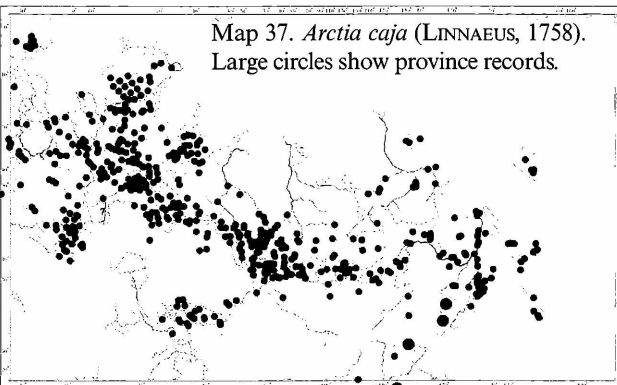 Map 37. Arctia caja (LINNAEUS, 1758).
Large circles show province records.